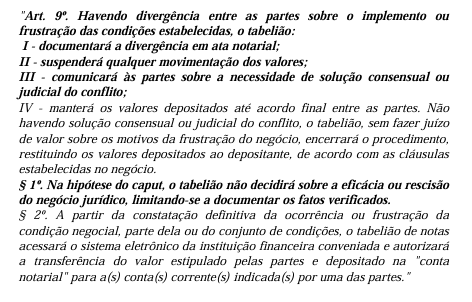 "Art. 9º. Havendo divergência entre as partes sobre o implemento ou
frustração das condições estabelecidas, o tabelião:
I - documentará a divergência em ata notarial;
II - suspenderá qualquer movimentação dos valores;
III - comunicará às partes sobre a necessidade de solução consensual ou
judicial do conflito;
IV - manterá os valores depositados até acordo final entre as partes. Não
havendo solução consensual ou judicial do conflito, o tabelião, sem fazer juízo
de valor sobre os motivos da frustração do negócio, encerrará o procedimento,
restituindo os valores depositados ao depositante, de acordo com as cláusulas
estabelecidas no negócio.
§ 1º. Na hipótese do caput, o tabelião não decidirá sobre a eficácia ou rescisão
do negócio jurídico, limitando-se a documentar os fatos verificados.
§ 2º. A partir da constatação definitiva da ocorrência ou frustração da
condição negocial, parte dela ou do conjunto de condições, o tabelião de notas
acessará o sistema eletrônico da instituição financeira conveniada e autorizará
a transferência do valor estipulado pelas partes e depositado na "conta
notarial" para a(s) conta(s) corrente(s) indicada(s) por uma das partes."